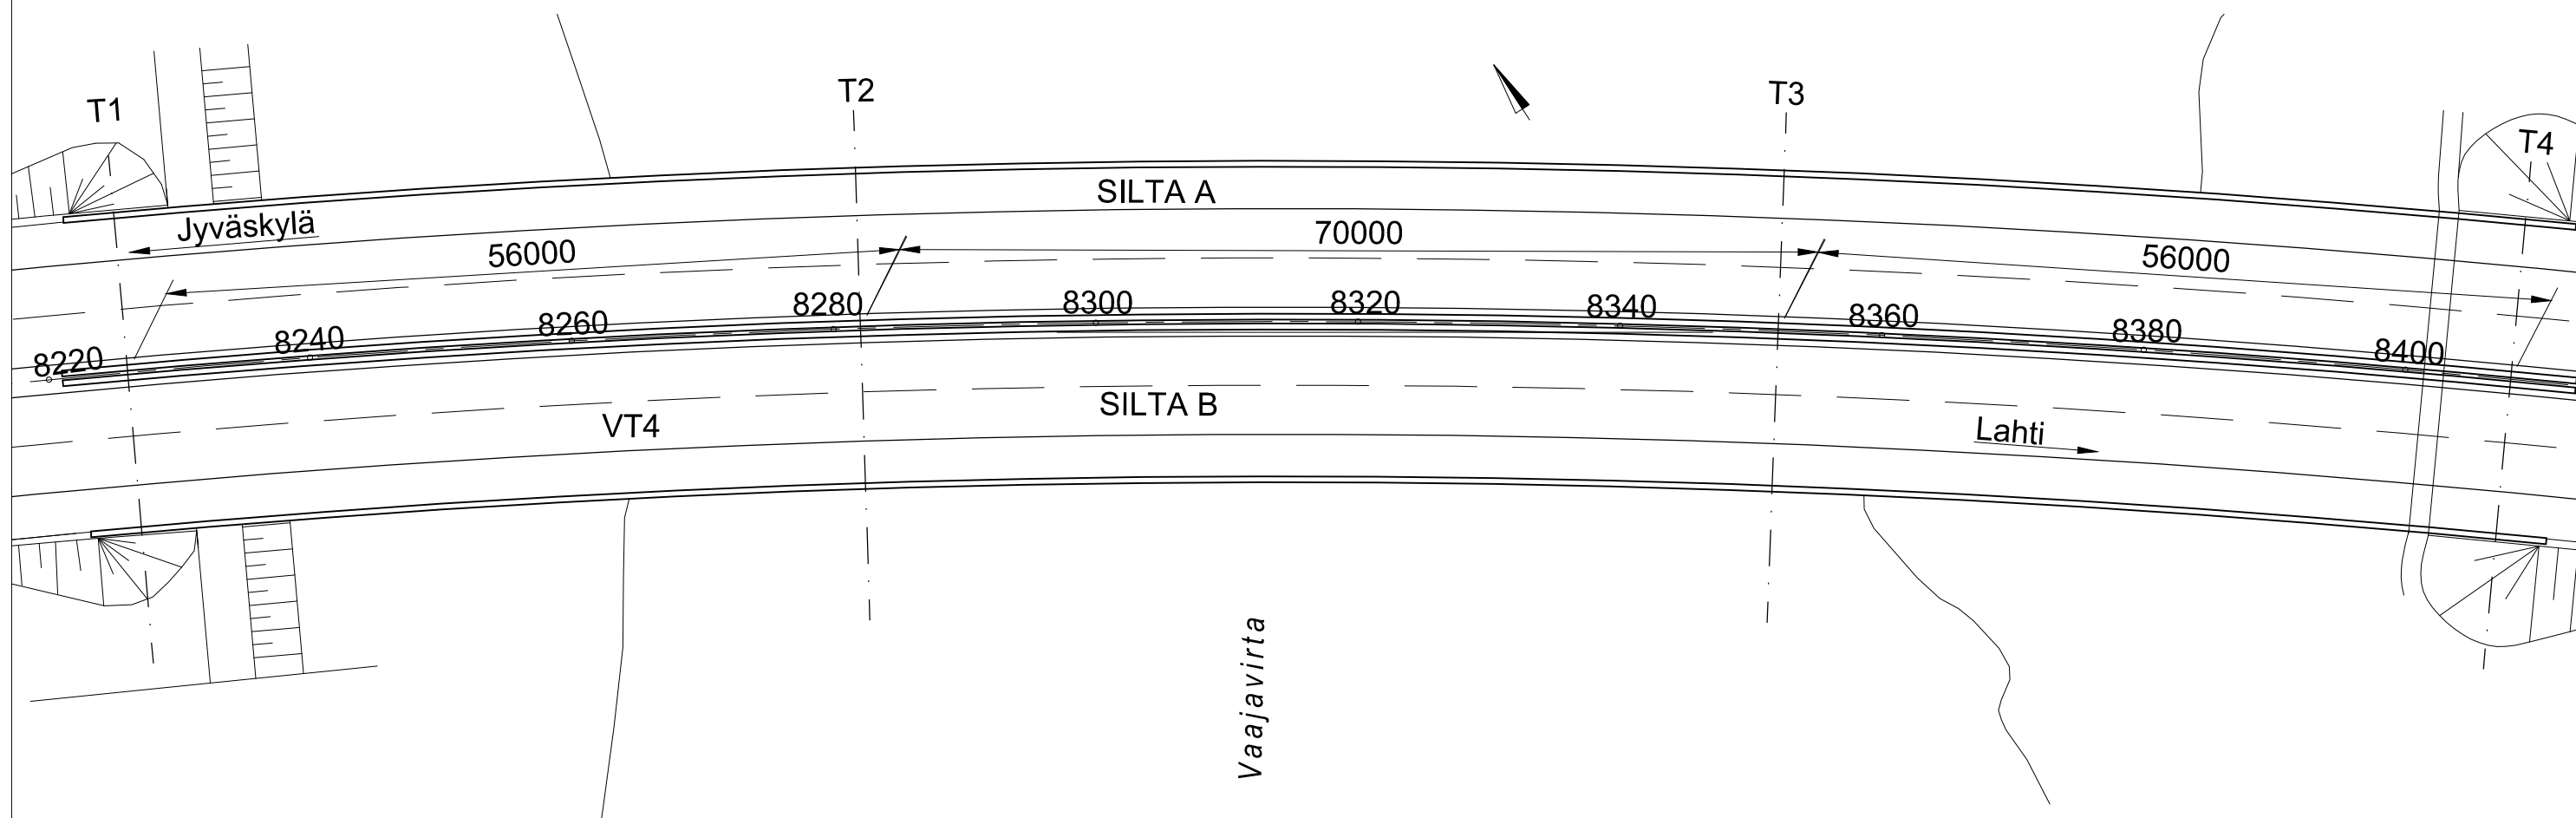 T1
T2
T3
T4
SILTA A
Jyväskylä
56000
70000
56000
8220
8240
8260
8280
8300
8320
8340
8360
8380
8400
VT4
SILTA B
Lahti
Vaajavirta